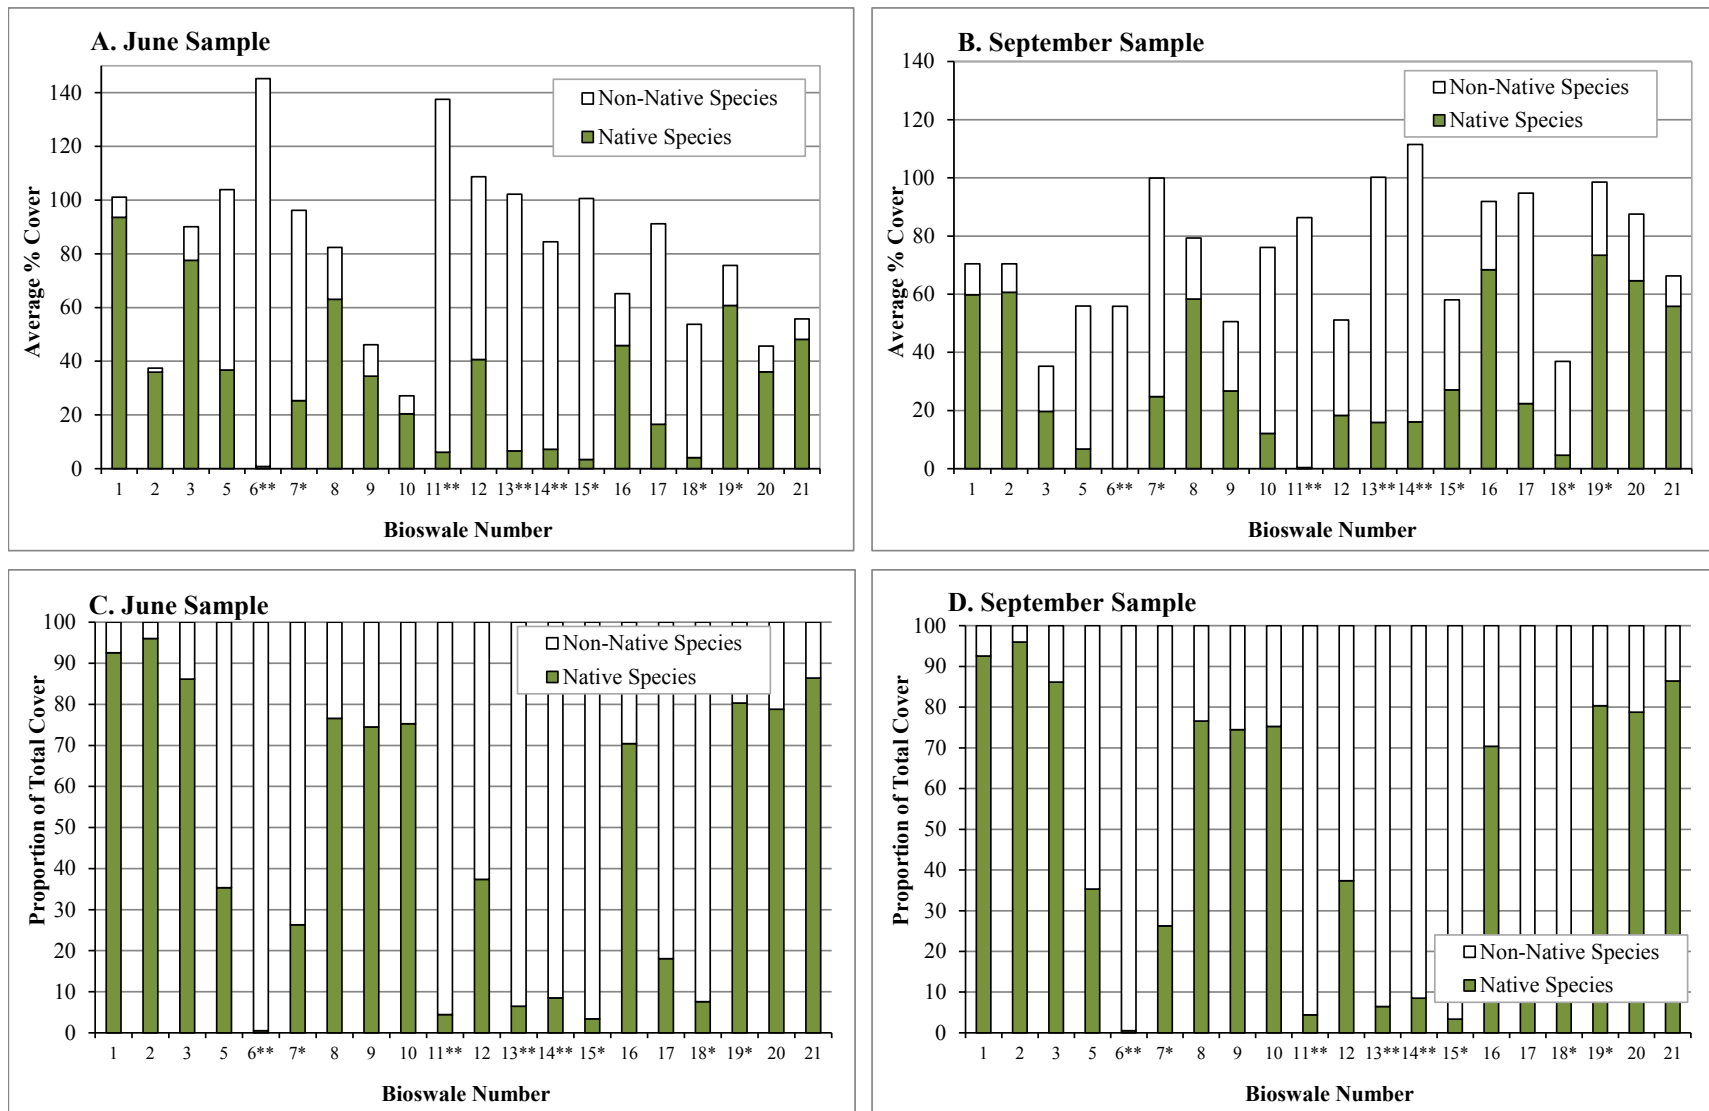 A. June Sample
Average % Cover
140
120
100
80
60
40
20
0
Non-Native Species
Native Species
1 2 3 5 6** 7* 8 9 10 11** 12 13** 14** 15* 16 17 18* 19* 20 21
Bioswale Number
B. September Sample
Average % Cover
140
120
100
80
60
40
20
0
Non-Native Species
Native Species
1 2 3 5 6** 7* 8 9 10 11** 12 13** 14** 15* 16 17 18* 19* 20 21
Bioswale Number
C. June Sample
Proportion of Total Cover
100
90
80
70
60
50
40
30
20
10
0
Non-Native Species
Native Species
1 2 3 5 6** 7* 8 9 10 11** 12 13** 14** 15* 16 17 18* 19* 20 21
Bioswale Number
D. September Sample
Proportion of Total Cover
100
90
80
70
60
50
40
30
20
10
0
Non-Native Species
Native Species
1 2 3 5 6** 7* 8 9 10 11** 12 13** 14** 15* 16 17 18* 19* 20 21
Bioswale Number